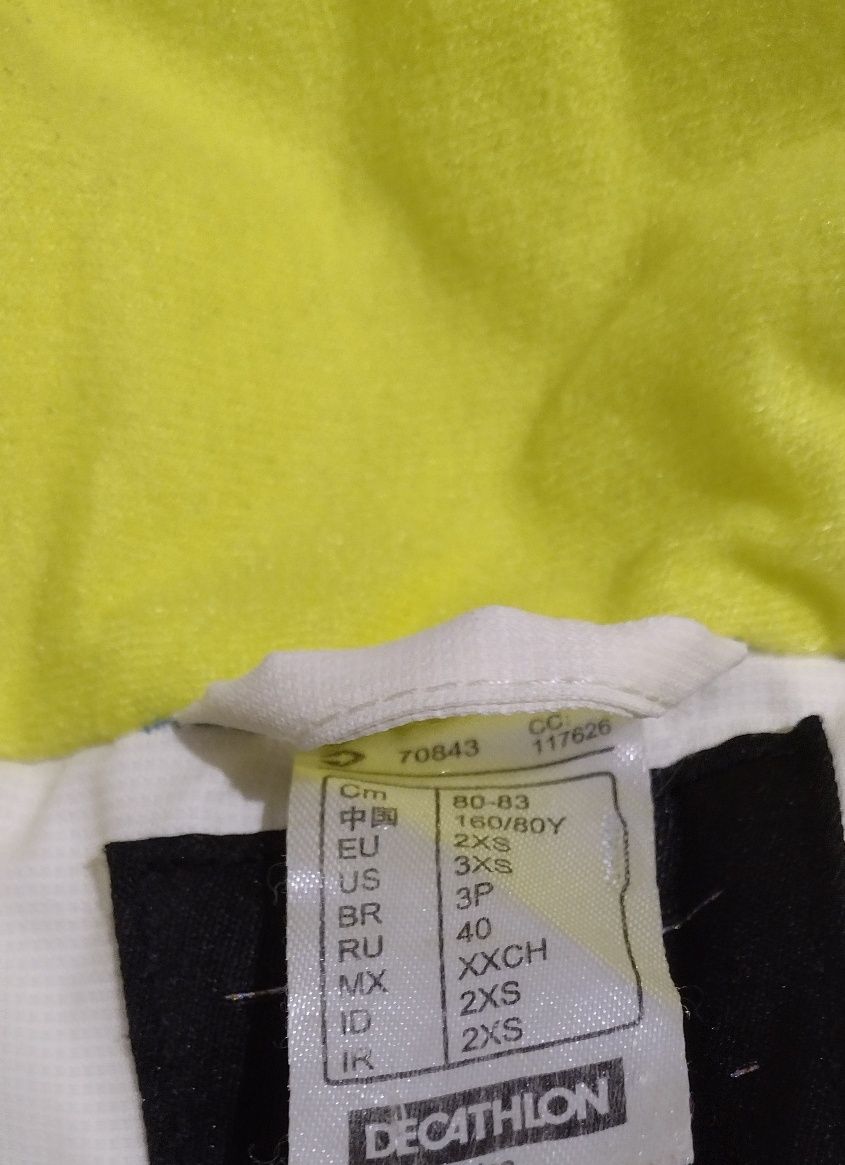 70843 CC: 117626
Cm 80-83
中国 160/80Y
EU 2XS
US 3XS
BR 3P
RU 40
MX XXCH
ID 2XS
IR 2XS
DECATHLON